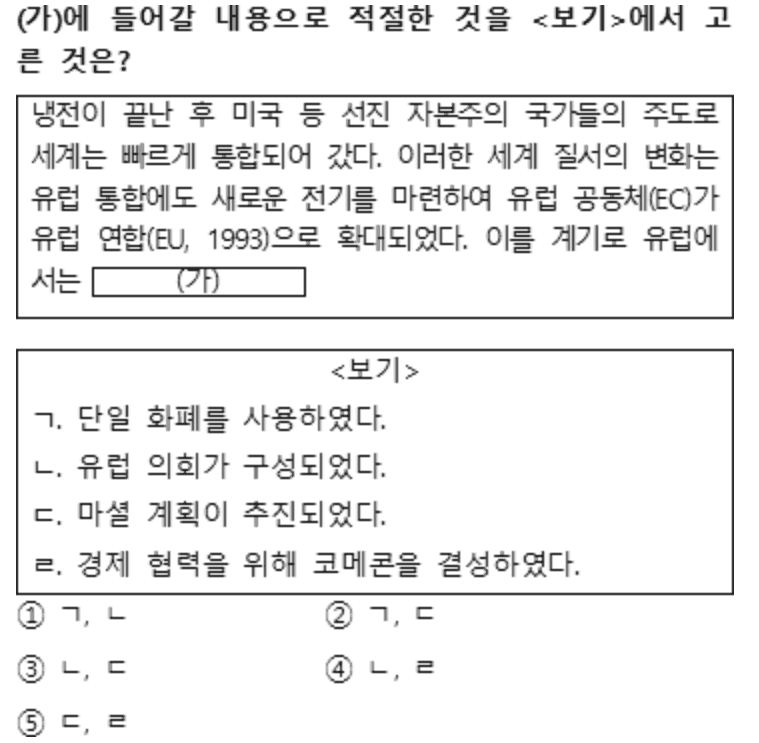 (가)에 들어갈 내용으로 적절한 것을 <보기>에서 고
른 것은?
냉전이 끝난 후 미국 등 선진 자본주의 국가들의 주도로
세계는 빠르게 통합되어 갔다. 이러한 세계 질서의 변화는
유럽 통합에도 새로운 전기를 마련하여 유럽 공동체(EC)가
유럽 연합(EU, 1993)으로 확대되었다. 이를 계기로 유럽에
서는 (가)
<보기>
ㄱ. 단일 화폐를 사용하였다.
ㄴ. 유럽 의회가 구성되었다.
ㄷ. 마셜 계획이 추진되었다.
ㄹ. 경제 협력을 위해 코메콘을 결성하였다.
① ㄱ, ㄴ ② ㄱ, ㄷ
③ ㄴ, ㄷ ④ ㄴ, ㄹ
⑤ ㄷ, ㄹ